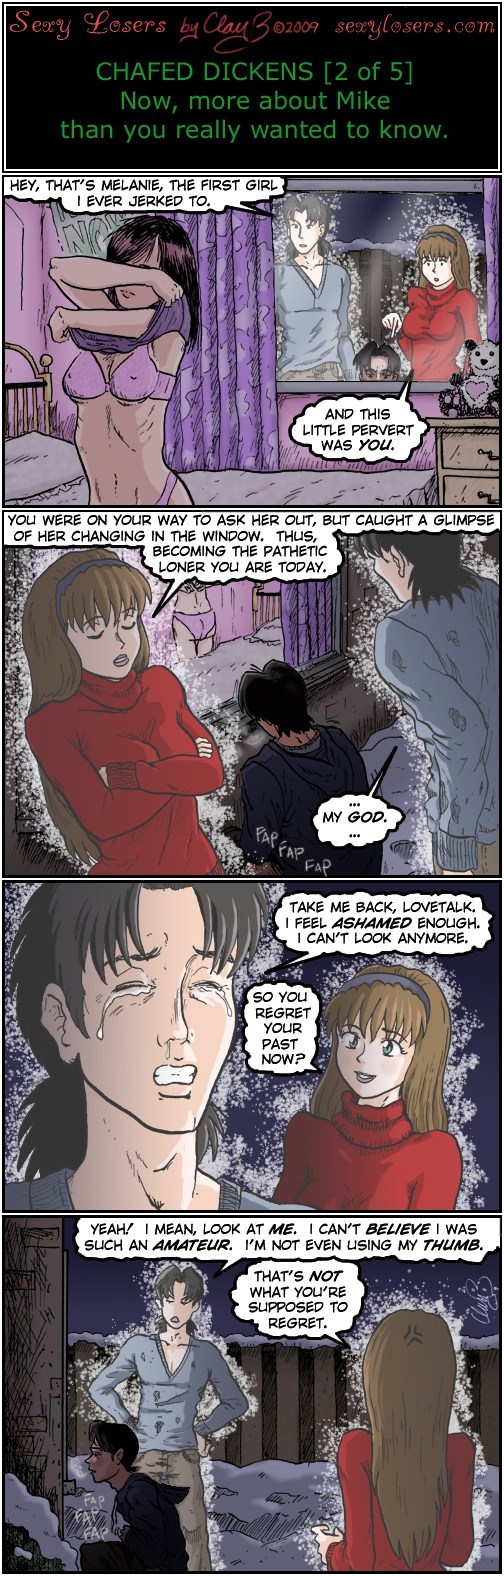 Sexy Losers by Clay B ©2009 sexylosers.com
CHAFED DICKENS [2 of 5]
Now, more about Mike
than you really wanted to know.
HEY, THAT'S MELANIE, THE FIRST GIRL
I EVER JERKED TO.
AND THIS
LITTLE PERVERT
WAS YOU.
YOU WERE ON YOUR WAY TO ASK HER OUT, BUT CAUGHT A GLIMPSE
OF HER CHANGING IN THE WINDOW. THUS,
BECOMING THE PATHETIC
LONER YOU ARE TODAY.
...
MY GOD.
...
FAP
FAP
FAP
TAKE ME BACK, LOVETALK.
I FEEL ASHAMED ENOUGH.
I CAN'T LOOK ANYMORE.
SO YOU
REGRET
YOUR
PAST
NOW?
YEAH! I MEAN, LOOK AT ME. I CAN'T BELIEVE I WAS
SUCH AN AMATEUR. I'M NOT EVEN USING MY THUMB.
THAT'S NOT
WHAT YOU'RE
SUPPOSED TO
REGRET.
Clay B
FAP
FAP
FAP